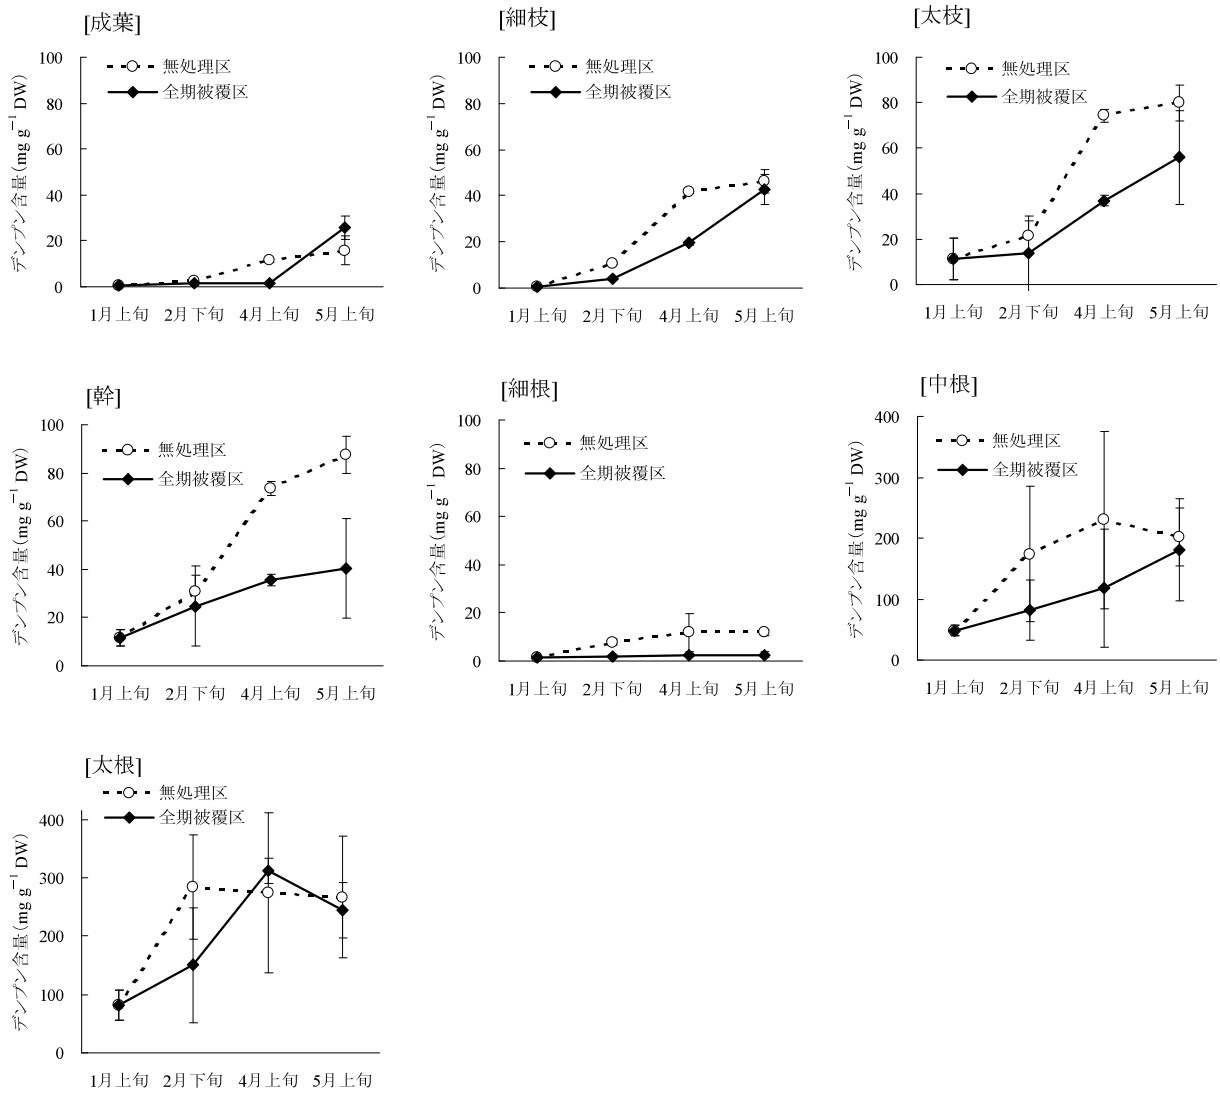 [成葉]
無処理区
全期被覆区
デンプン含量(mg g⁻¹ DW)
100
80
60
40
20
0
1月上旬 2月下旬 4月上旬 5月上旬
[細枝]
無処理区
全期被覆区
デンプン含量(mg g⁻¹ DW)
100
80
60
40
20
0
1月上旬 2月下旬 4月上旬 5月上旬
[太枝]
無処理区
全期被覆区
デンプン含量(mg g⁻¹ DW)
100
80
60
40
20
0
1月上旬 2月下旬 4月上旬 5月上旬
[幹]
無処理区
全期被覆区
デンプン含量(mg g⁻¹ DW)
100
80
60
40
20
0
1月上旬 2月下旬 4月上旬 5月上旬
[細根]
無処理区
全期被覆区
デンプン含量(mg g⁻¹ DW)
100
80
60
40
20
0
1月上旬 2月下旬 4月上旬 5月上旬
[中根]
無処理区
全期被覆区
デンプン含量(mg g⁻¹ DW)
400
300
200
100
0
1月上旬 2月下旬 4月上旬 5月上旬
[太根]
無処理区
全期被覆区
デンプン含量(mg g⁻¹ DW)
400
300
200
100
0
1月上旬 2月下旬 4月上旬 5月上旬